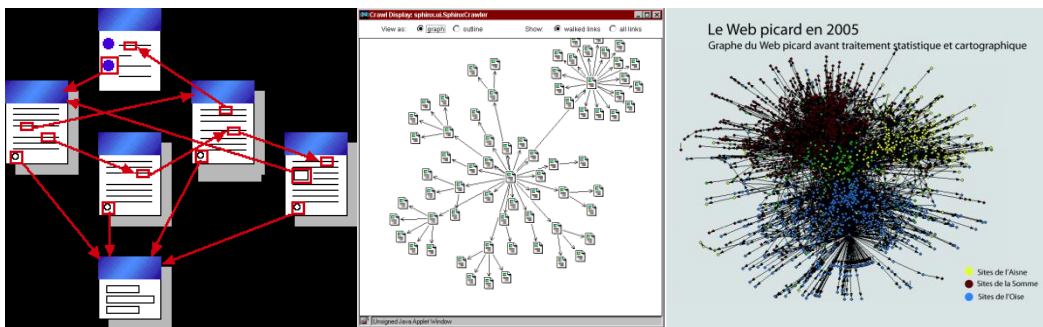 Crawl Display: sphinx.ui.SphinxCrawler
View as: graph outline Show: walked links all links
Unsigned Java Applet Window
Le Web picard en 2005
Graphe du Web picard avant traitement statistique et cartographique
Sites de l'Aisne
Sites de la Somme
Sites de l'Oise